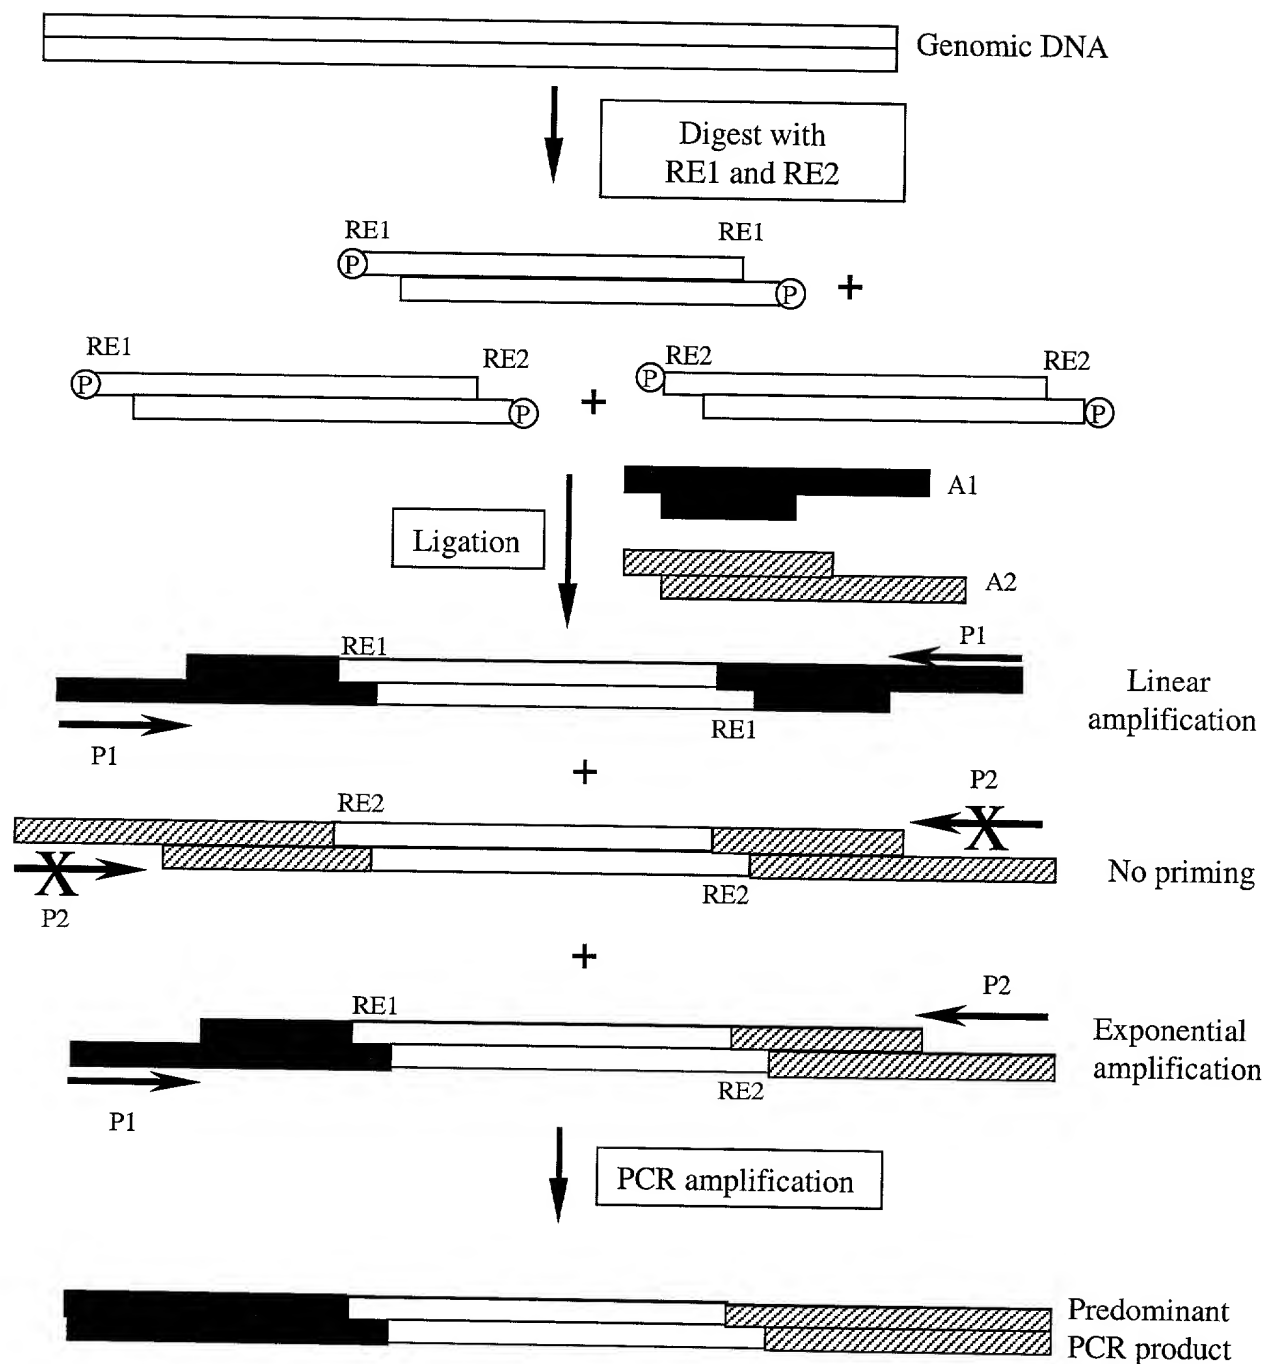 Genomic DNA
Digest with
RE1 and RE2
RE1
RE1
P
P
+
RE1
RE2
RE2
RE2
P
P
+
P
P
A1
Ligation
A2
RE1
P1
Linear
amplification
RE1
P1
+
P2
RE2
X
X
No priming
RE2
P2
+
P2
RE1
Exponential
amplification
RE2
P1
PCR amplification
Predominant
PCR product